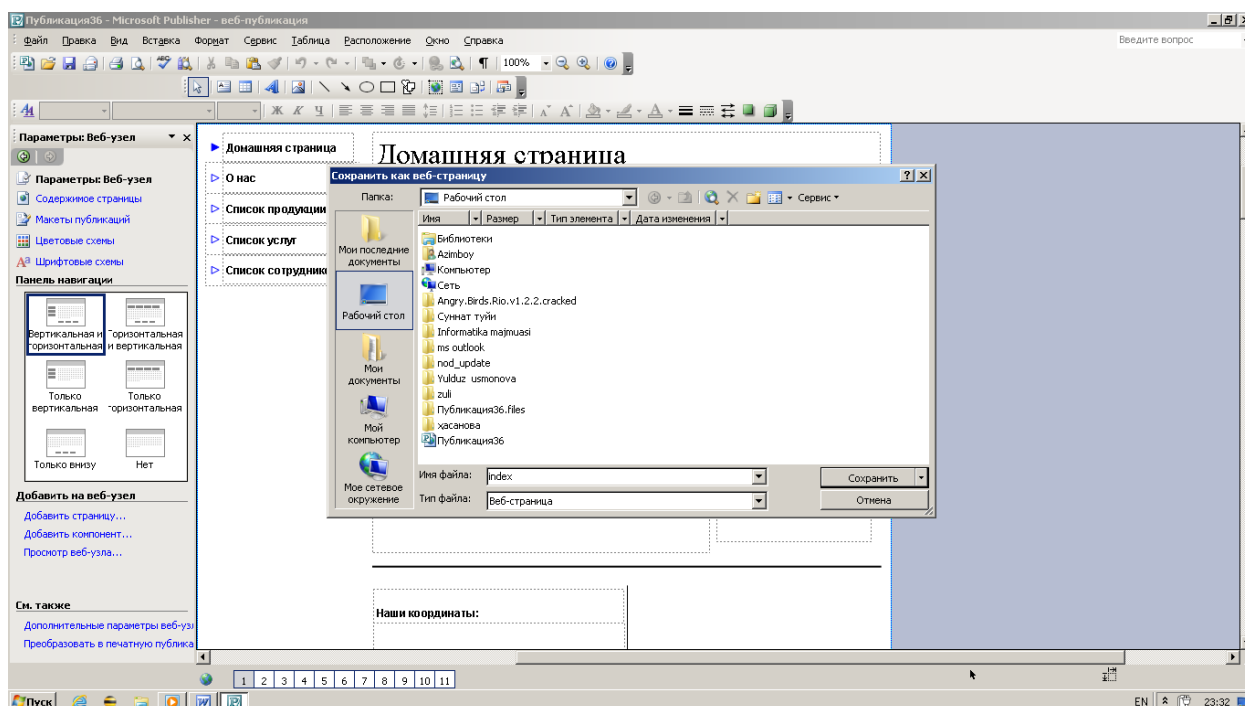 Публикация36 - Microsoft Publisher - веб-публикация
Файл Правка Вид Вставка Формат Сервис Таблица Расположение Окно Справка
Введите вопрос
100%
Ж К Ч
Параметры: Веб-узел
Параметры: Веб-узел
Содержимое страницы
Макеты публикаций
Цветовые схемы
Шрифтовые схемы
Панель навигации
Вертикальная и горизонтальная
Горизонтальная и вертикальная
Только вертикальная
Только горизонтальная
Только внизу
Нет
Добавить на веб-узел
Добавить страницу...
Добавить компонент...
Просмотр веб-узла...
См. также
Дополнительные параметры веб-узл
Преобразовать в печатную публика
Домашняя страница
О нас
Список продукции
Список услуг
Список сотруднико
Домашняя страница
Сохранить как веб-страницу
Папка:
Рабочий стол
Сервис
Имя Размер Тип элемента Дата изменения
Мои последние документы
Рабочий стол
Мои документы
Мой компьютер
Мое сетевое окружение
Библиотеки
Azimboy
Компьютер
Сеть
Angry.Birds.Rio.v1.2.2.cracked
Суннат туйи
Informatika majmuasi
ms outlook
nod_update
Yulduz usmonova
zuli
Публикация36.files
хасанова
Публикация36
Имя файла: index
Сохранить
Тип файла: Веб-страница
Отмена
Наши координаты:
1 2 3 4 5 6 7 8 9 10 11
Пуск
EN 23:32